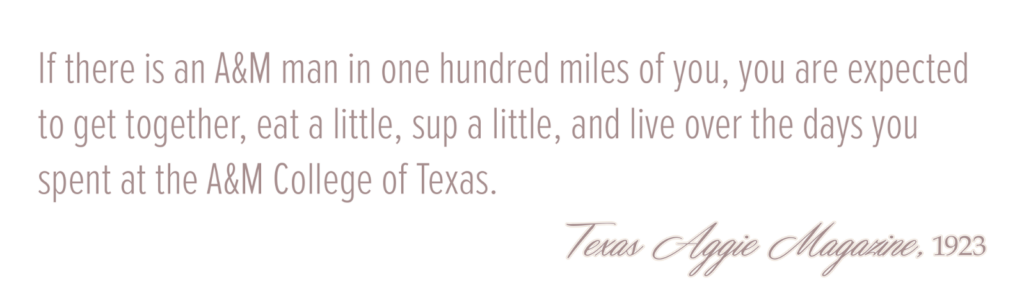 If there is an A&M man in one hundred miles of you, you are expected
to get together, eat a little, sup a little, and live over the days you
spent at the A&M College of Texas.
Texas Aggie Magazine, 1923